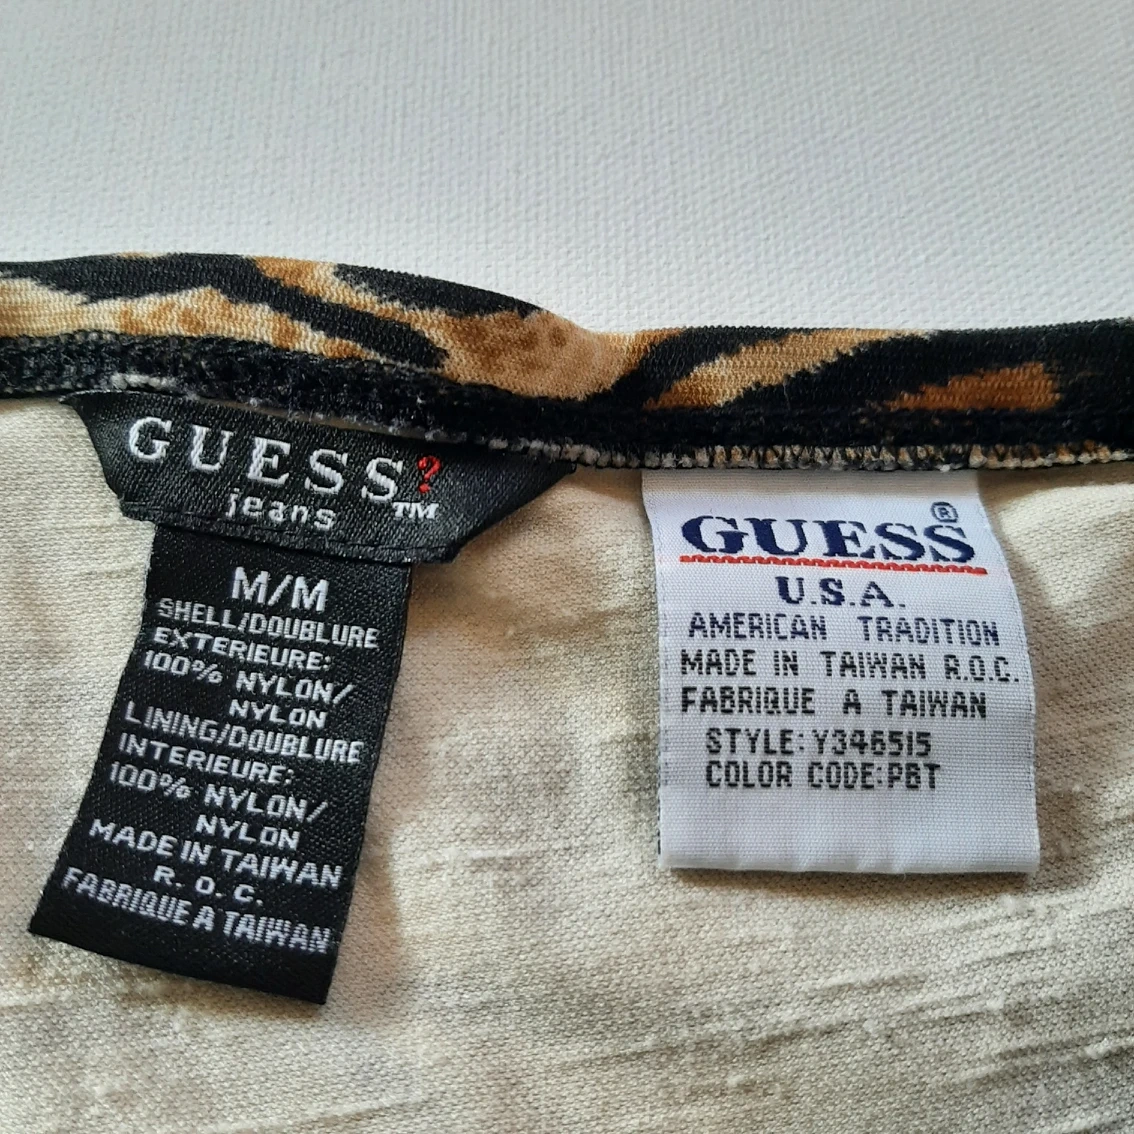 GUESS?
jeans ™
M/M
SHELL/DOUBLURE
EXTERIEURE:
100% NYLON/
NYLON
LINING/DOUBLURE
INTERIEURE:
100% NYLON/
NYLON
MADE IN TAIWAN
R. O. C.
FABRIQUE A TAIWAN
GUESS®
U.S.A.
AMERICAN TRADITION
MADE IN TAIWAN R.O.C.
FABRIQUE A TAIWAN
STYLE: Y346515
COLOR CODE:PBT